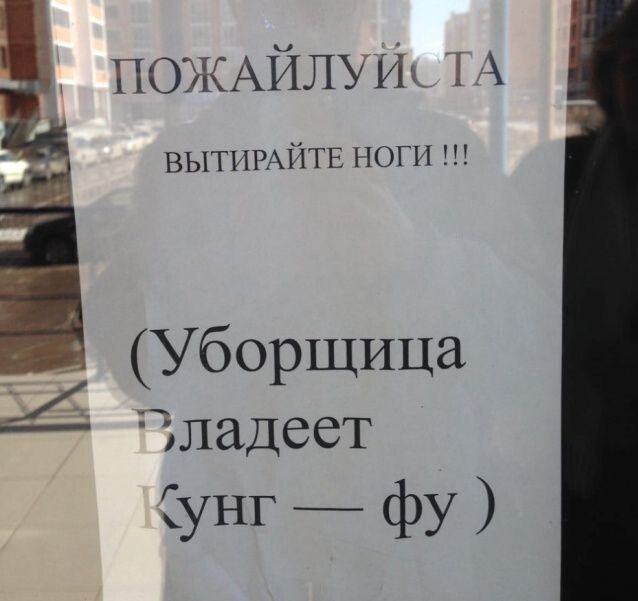 ПОЖАЙЛУЙСТА
ВЫТИРАЙТЕ НОГИ !!!
(Уборщица
Владеет
Кунг — фу )